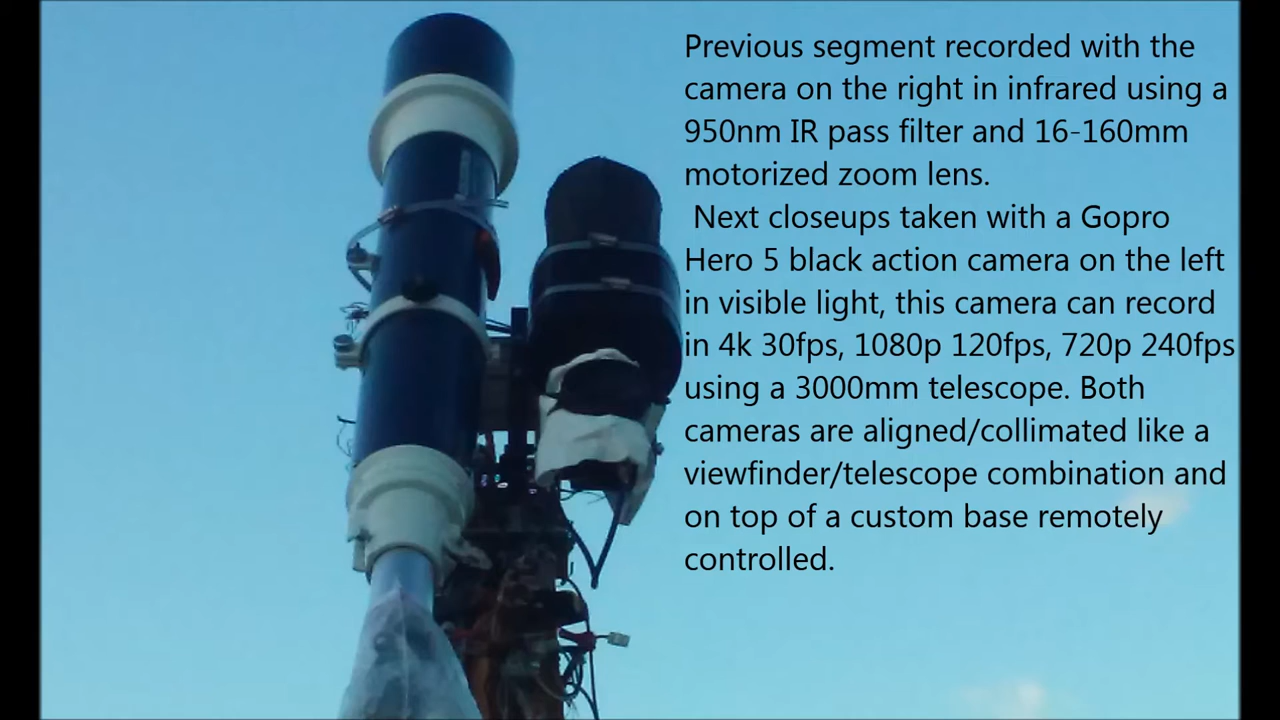 Previous segment recorded with the
camera on the right in infrared using a
950nm IR pass filter and 16-160mm
motorized zoom lens.
Next closeups taken with a Gopro
Hero 5 black action camera on the left
in visible light, this camera can record
in 4k 30fps, 1080p 120fps, 720p 240fps
using a 3000mm telescope. Both
cameras are aligned/collimated like a
viewfinder/telescope combination and
on top of a custom base remotely
controlled.